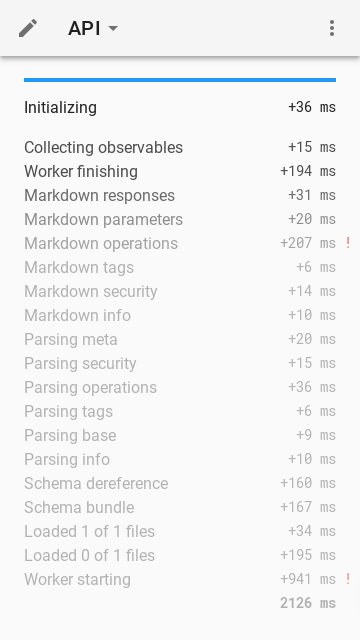 API
Initializing +36 ms
Collecting observables +15 ms
Worker finishing +194 ms
Markdown responses +31 ms
Markdown parameters +20 ms
Markdown operations +207 ms !
Markdown tags +6 ms
Markdown security +14 ms
Markdown info +10 ms
Parsing meta +20 ms
Parsing security +15 ms
Parsing operations +36 ms
Parsing tags +6 ms
Parsing base +9 ms
Parsing info +10 ms
Schema dereference +160 ms
Schema bundle +167 ms
Loaded 1 of 1 files +34 ms
Loaded 0 of 1 files +195 ms
Worker starting +941 ms !
2126 ms